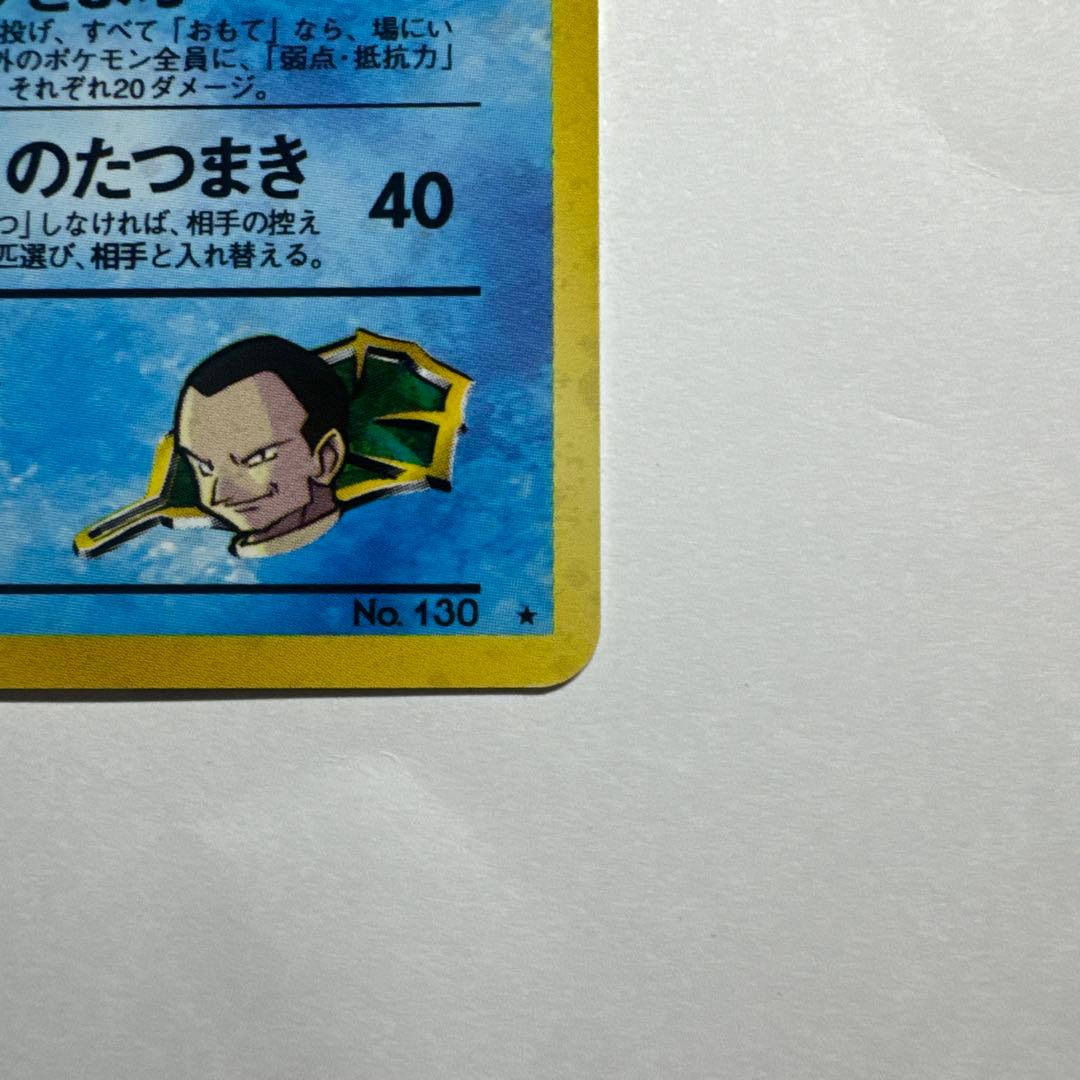 投げ、すべて「おもて」なら、場にい
外のポケモン全員に、「弱点・抵抗力」
それぞれ20ダメージ。
のたつまき 40
つ」しなければ、相手の控え
匹選び、相手と入れ替える。
No. 130 ★